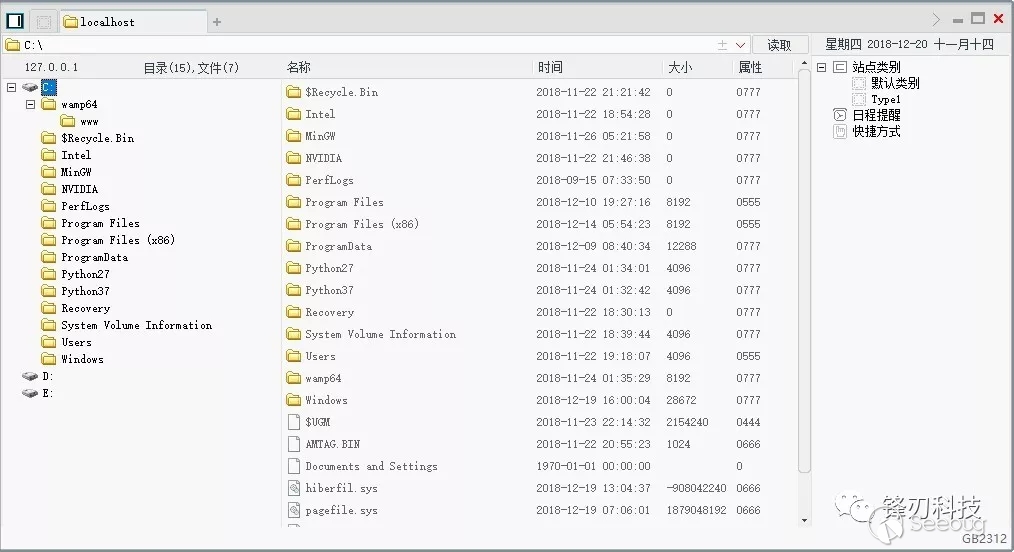 localhost
C:\
读取
星期四 2018-12-20 十一月十四
127.0.0.1 目录(15),文件(7)
名称 时间 大小 属性
C:
wamp64
www
$Recycle.Bin
Intel
MinGW
NVIDIA
PerfLogs
Program Files
Program Files (x86)
ProgramData
Python27
Python37
Recovery
System Volume Information
Users
Windows
D:
E:
$Recycle.Bin 2018-11-22 21:21:42 0 0777
Intel 2018-11-22 18:54:28 0 0777
MinGW 2018-11-26 05:21:58 0 0777
NVIDIA 2018-11-22 21:46:38 0 0777
PerfLogs 2018-09-15 07:33:50 0 0777
Program Files 2018-12-10 19:27:16 8192 0555
Program Files (x86) 2018-12-14 05:54:23 8192 0555
ProgramData 2018-12-09 08:40:34 12288 0777
Python27 2018-11-24 01:34:01 4096 0777
Python37 2018-11-24 01:32:42 4096 0777
Recovery 2018-11-22 18:30:13 0 0777
System Volume Information 2018-11-22 18:39:44 4096 0777
Users 2018-11-22 19:18:07 4096 0555
wamp64 2018-11-24 01:35:29 8192 0777
Windows 2018-12-19 16:00:04 28672 0777
$UGM 2018-11-23 22:14:32 2154240 0444
AMTAG.BIN 2018-11-22 20:55:23 1024 0666
Documents and Settings 1970-01-01 00:00:00 0
hiberfil.sys 2018-12-19 13:04:37 -908042240 0666
pagefile.sys 2018-12-19 07:06:01 1879048192 0666
站点类别
默认类别
Type1
日程提醒
快捷方式
锋刃科技
Seebug
GB2312